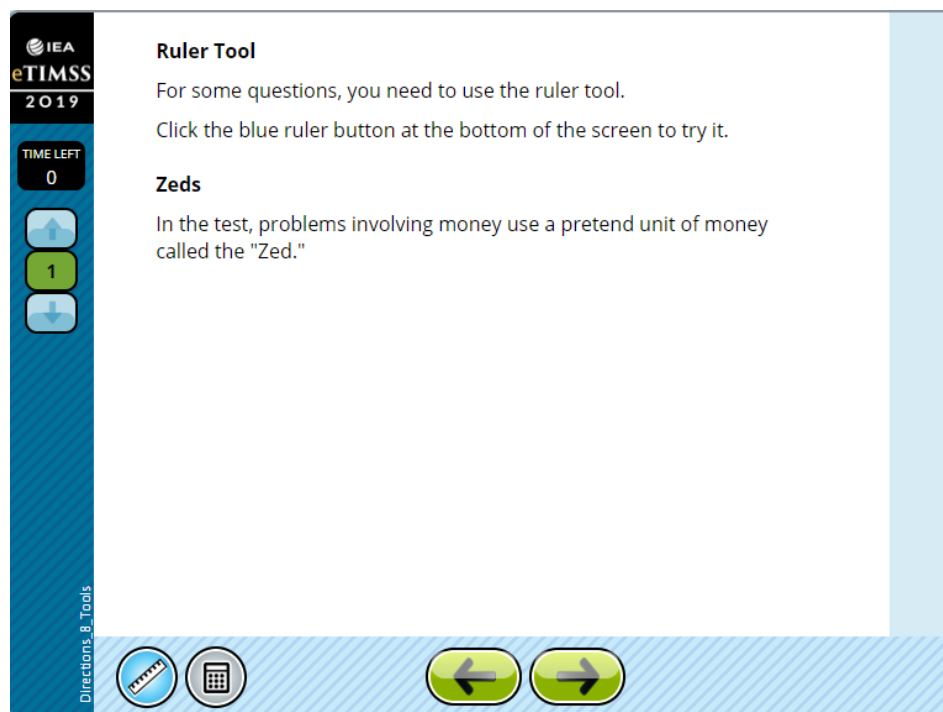 IEA
eTIMSS
2019
TIME LEFT
0
1
Directions_8_Tools
Ruler Tool
For some questions, you need to use the ruler tool.
Click the blue ruler button at the bottom of the screen to try it.
Zeds
In the test, problems involving money use a pretend unit of money
called the "Zed."